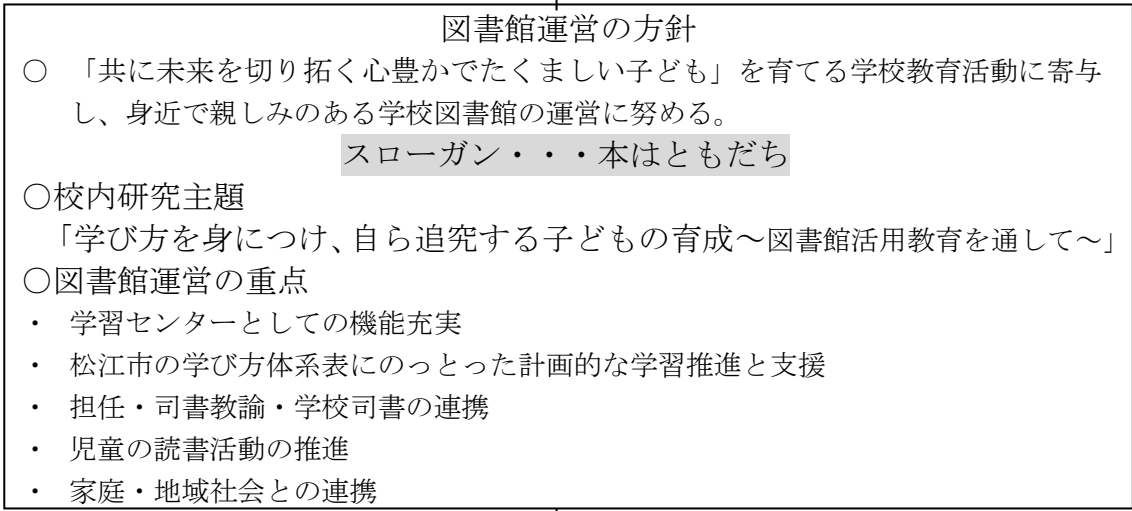 図書館運営の方針
○ 「共に未来を切り拓く心豊かでたくましい子ども」を育てる学校教育活動に寄与
し、身近で親しみのある学校図書館の運営に努める。
スローガン・・・本はともだち
○校内研究主題
「学び方を身につけ、自ら追究する子どもの育成~図書館活用教育を通して~」
○図書館運営の重点
・ 学習センターとしての機能充実
・ 松江市の学び方体系表にのっとった計画的な学習推進と支援
・ 担任・司書教諭・学校司書の連携
・ 児童の読書活動の推進
・ 家庭・地域社会との連携